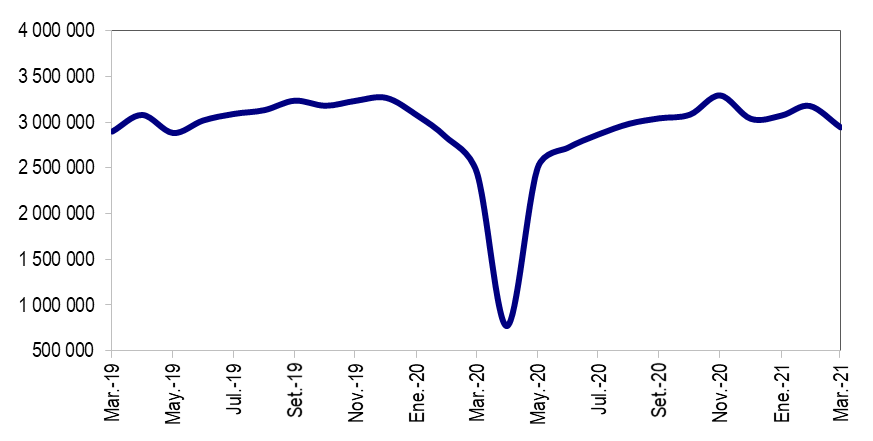 4 000 000
3 500 000
3 000 000
2 500 000
2 000 000
1 500 000
1 000 000
500 000
Mar.-19
May.-19
Jul.-19
Set.-19
Nov.-19
Ene.-20
Mar.-20
May.-20
Jul.-20
Set.-20
Nov.-20
Ene.-21
Mar.-21